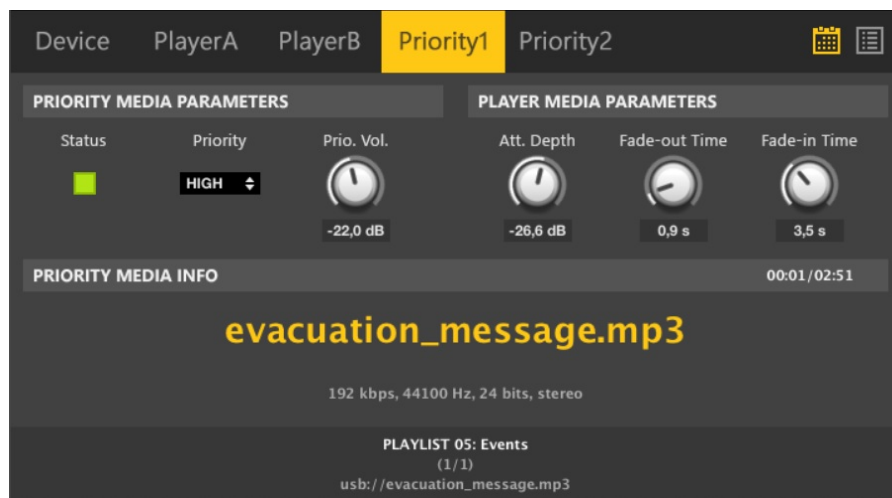 Device PlayerA PlayerB Priority1 Priority2
PRIORITY MEDIA PARAMETERS PLAYER MEDIA PARAMETERS
Status Priority Prio. Vol. Att. Depth Fade-out Time Fade-in Time
HIGH
-22,0 dB -26,6 dB 0,9 s 3,5 s
PRIORITY MEDIA INFO 00:01/02:51
evacuation_message.mp3
192 kbps, 44100 Hz, 24 bits, stereo
PLAYLIST 05: Events
(1/1)
usb://evacuation_message.mp3